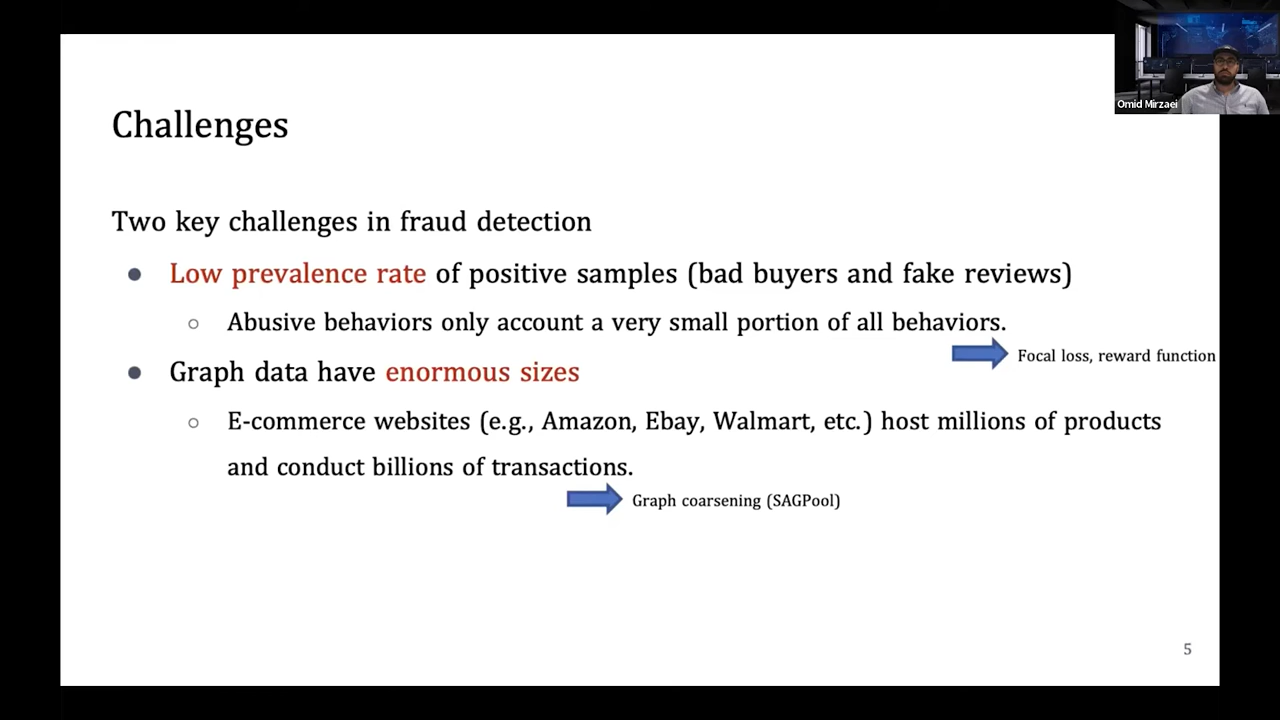 Omid Mirzaei
Challenges
Two key challenges in fraud detection
● Low prevalence rate of positive samples (bad buyers and fake reviews)
○ Abusive behaviors only account a very small portion of all behaviors.
Focal loss, reward function
● Graph data have enormous sizes
○ E-commerce websites (e.g., Amazon, Ebay, Walmart, etc.) host millions of products
and conduct billions of transactions.
Graph coarsening (SAGPool)
5